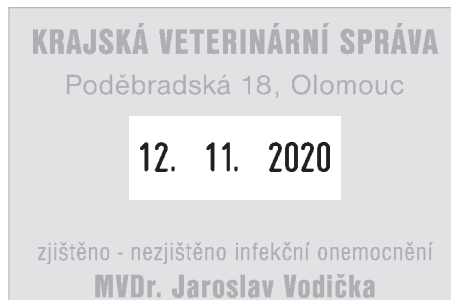 KRAJSKÁ VETERINÁRNÍ SPRÁVA
Poděbradská 18, Olomouc
12. 11. 2020
zjištěno - nezjištěno infekční onemocnění
MVDr. Jaroslav Vodička